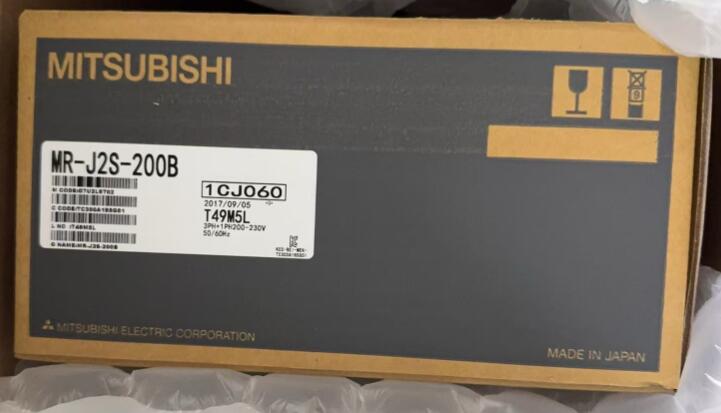 MITSUBISHI
MR-J2S-200B
1CJ060
2017/09/05
T49M5L
3PH+1PH200-230V
50/60Hz
MITSUBISHI ELECTRIC CORPORATION
MADE IN JAPAN